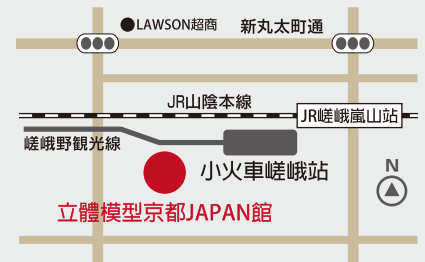 LAWSON超商
新丸太町通
JR山陰本線
JR嵯峨嵐山站
嵯峨野観光線
小火車嵯峨站
N
立體模型京都JAPAN館